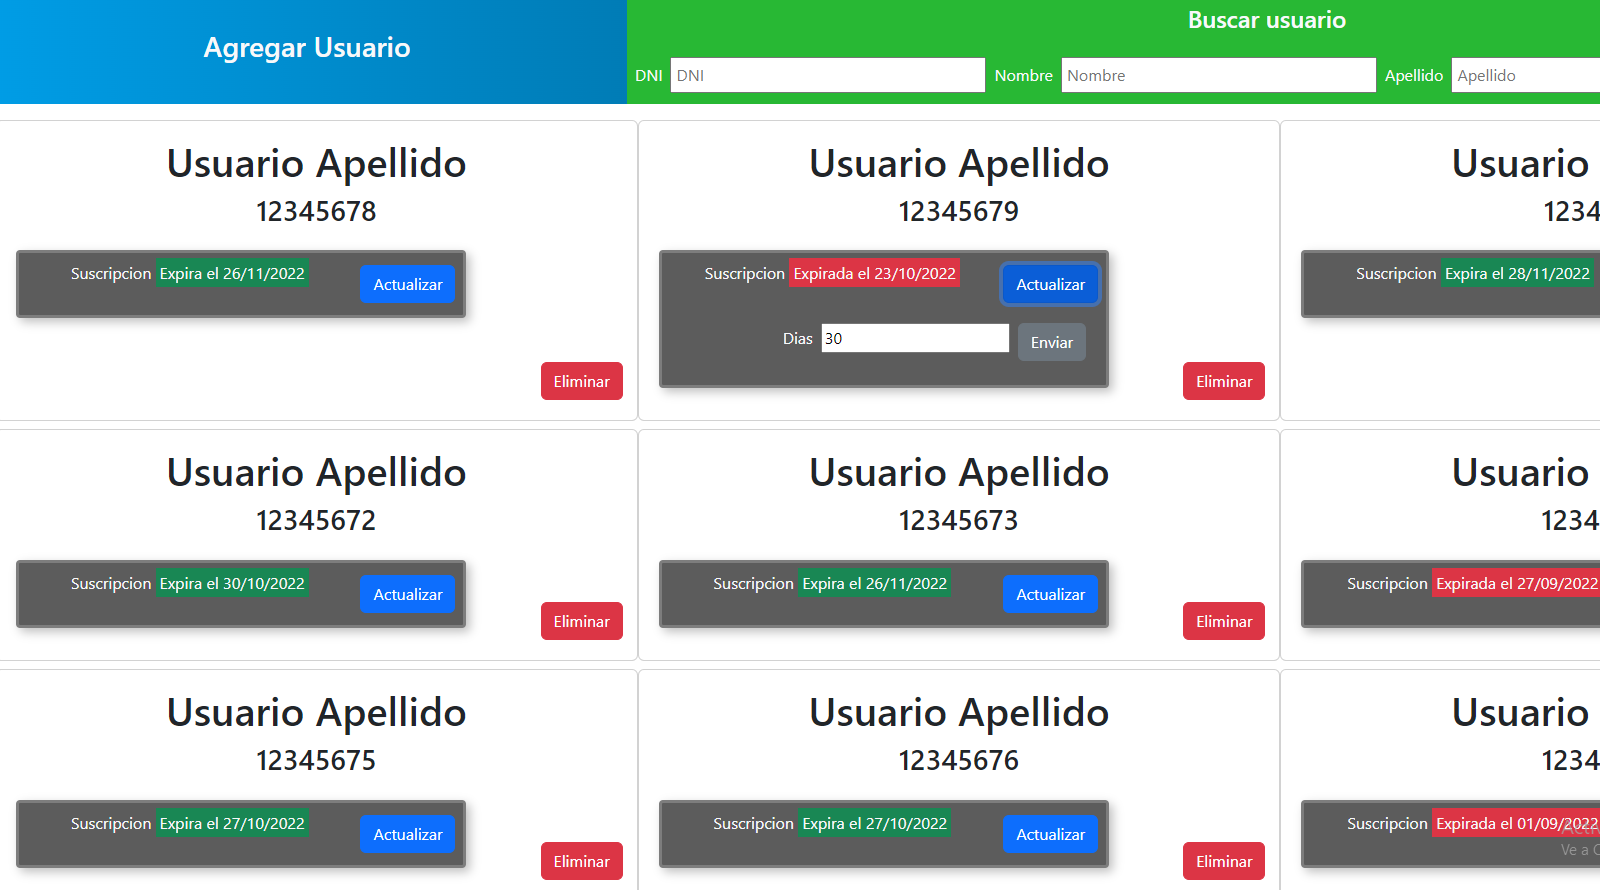 Agregar Usuario
Buscar usuario
DNI DNI Nombre Nombre Apellido Apellido
Usuario Apellido
12345678
Suscripcion Expira el 26/11/2022 Actualizar
Eliminar
Usuario Apellido
12345679
Suscripcion Expirada el 23/10/2022 Actualizar
Dias 30 Enviar
Eliminar
Usuario
1234
Suscripcion Expira el 28/11/2022
Usuario Apellido
12345672
Suscripcion Expira el 30/10/2022 Actualizar
Eliminar
Usuario Apellido
12345673
Suscripcion Expira el 26/11/2022 Actualizar
Eliminar
Usuario
1234
Suscripcion Expirada el 27/09/2022
Usuario Apellido
12345675
Suscripcion Expira el 27/10/2022 Actualizar
Eliminar
Usuario Apellido
12345676
Suscripcion Expira el 27/10/2022 Actualizar
Eliminar
Usuario
1234
Suscripcion Expirada el 01/09/2022
Ve a